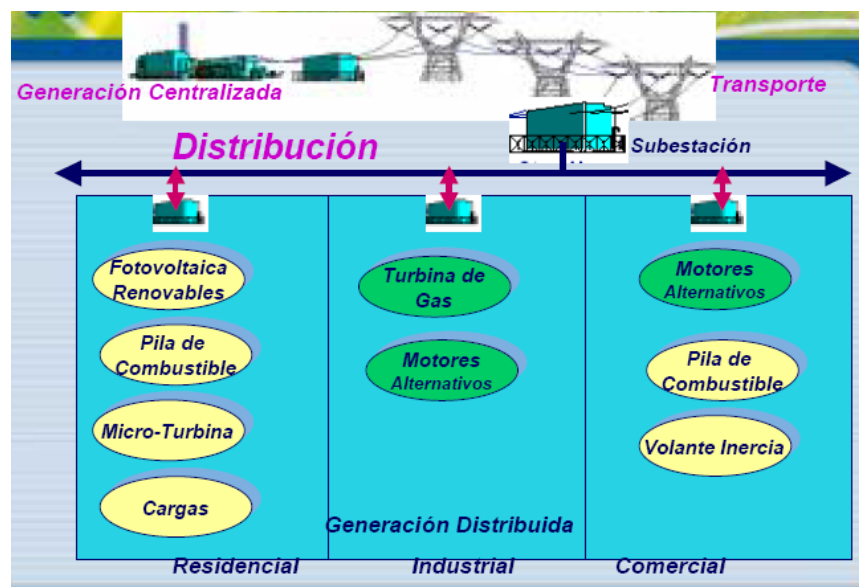 Generación Centralizada
Transporte
Distribución
Subestación
Fotovoltaica
Renovables
Pila de
Combustible
Micro-Turbina
Cargas
Turbina de
Gas
Motores
Alternativos
Motores
Alternativos
Pila de
Combustible
Volante Inercia
Generación Distribuida
Residencial
Industrial
Comercial